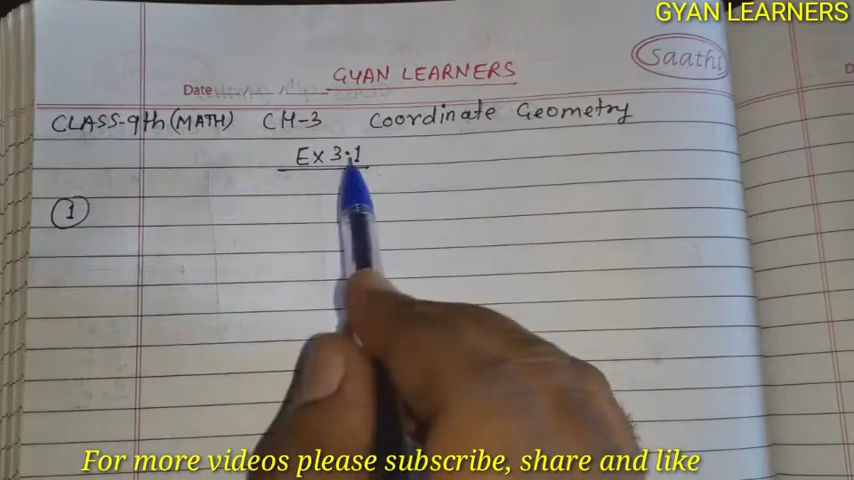 GYAN LEARNERS
Saathi
Date
GYAN LEARNERS
CLASS-9th (MATH) CH-3 Coordinate Geometry
Ex 3.1
1
D
For more videos please subscribe, share and like